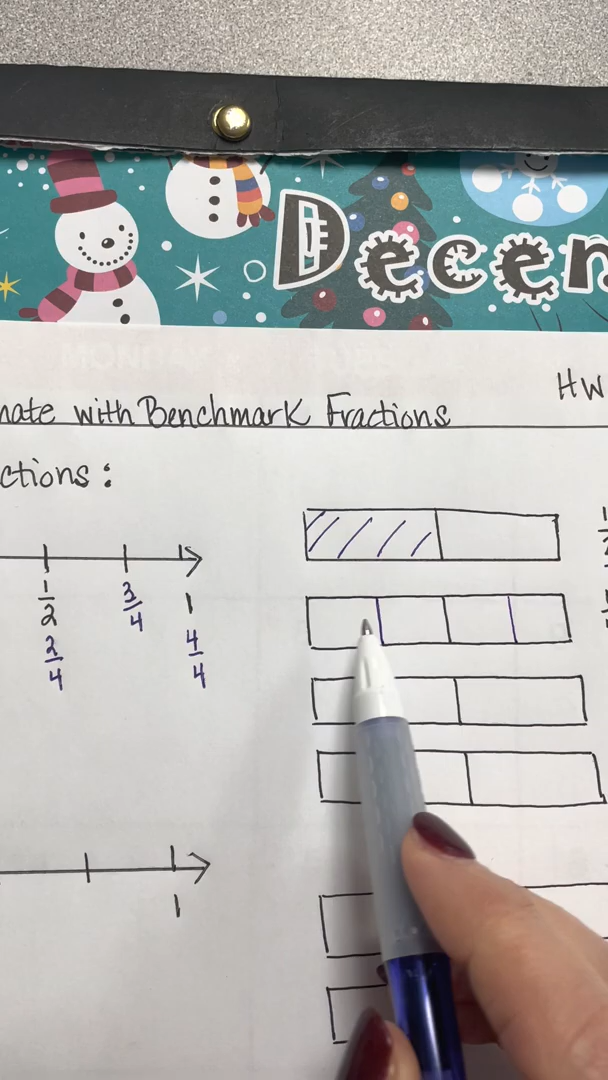 Decem
HW
mate with Benchmark Fractions
ctions:
1/2 3/4 1
2/4 4/4
1